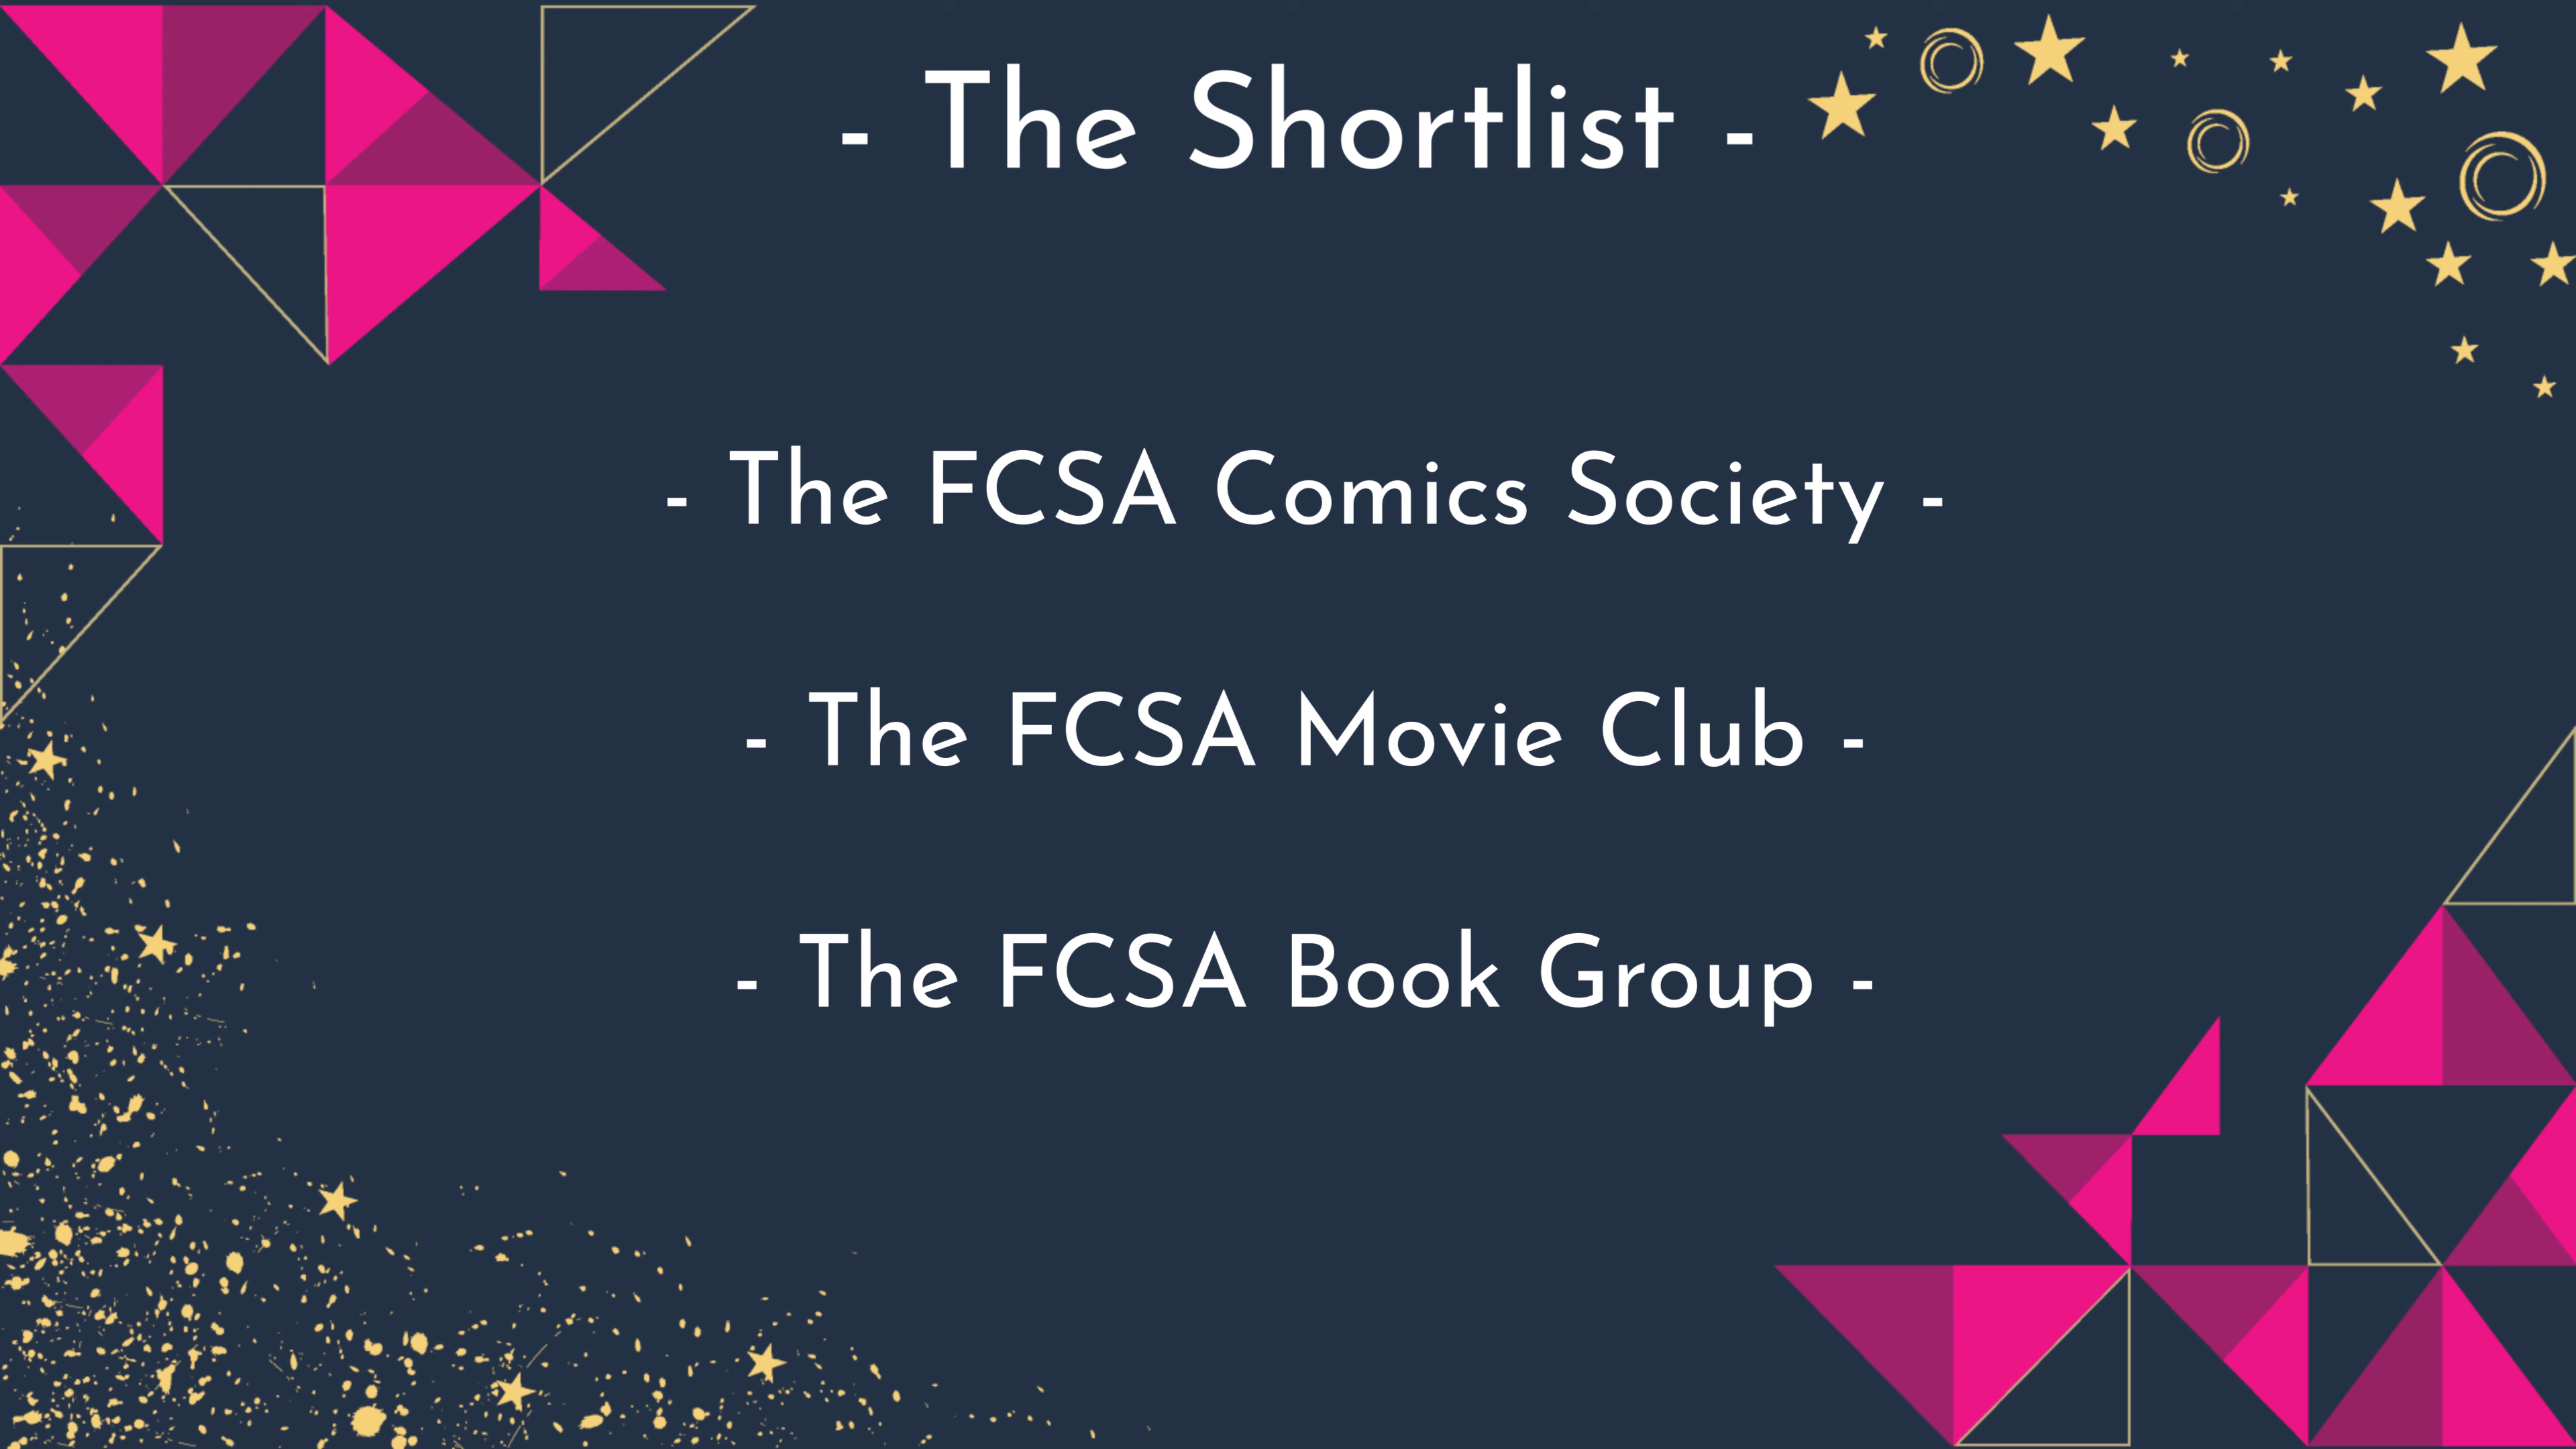 - The Shortlist -
- The FCSA Comics Society -
- The FCSA Movie Club -
- The FCSA Book Group -